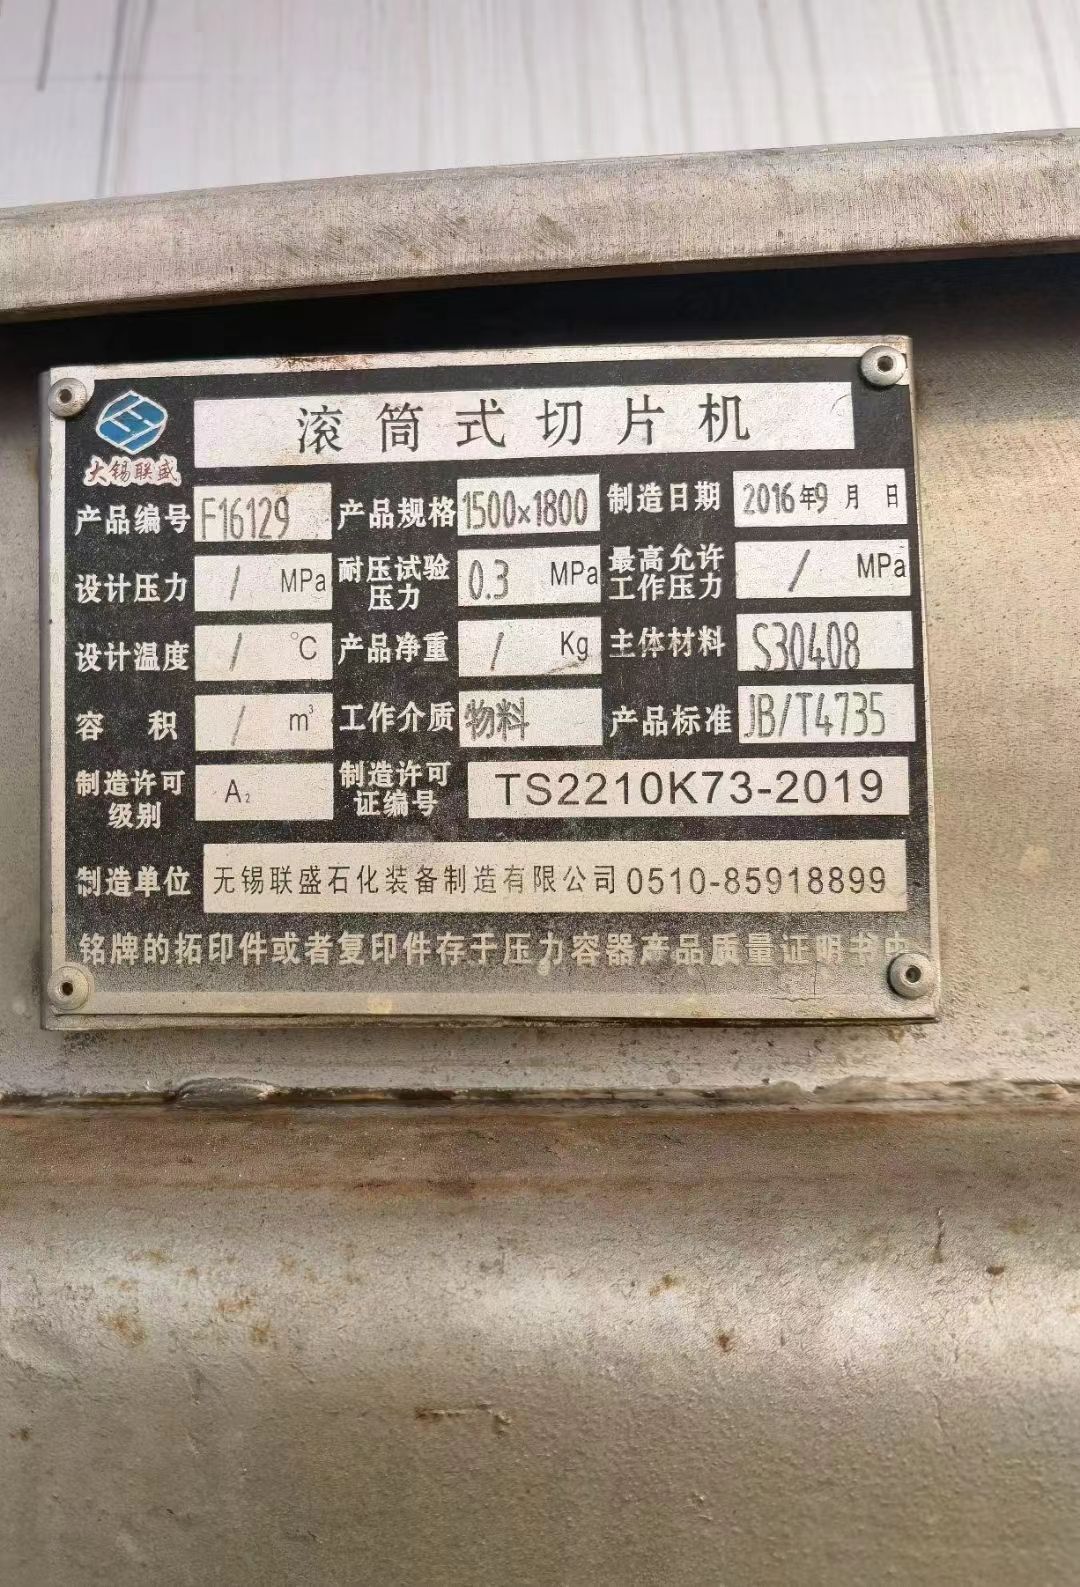 大锡联盛
滚筒式切片机
产品编号 F16129 产品规格 1500×1800 制造日期 2016年9月 日
设计压力 / MPa 耐压试验压力 0.3 MPa 最高允许工作压力 / MPa
设计温度 / ℃ 产品净重 / Kg 主体材料 S30408
容 积 / m³ 工作介质 物料 产品标准 JB/T4735
制造许可级别 A₂ 制造许可证编号 TS2210K73-2019
制造单位 无锡联盛石化装备制造有限公司 0510-85918899
铭牌的拓印件或者复印件存于压力容器产品质量证明书中